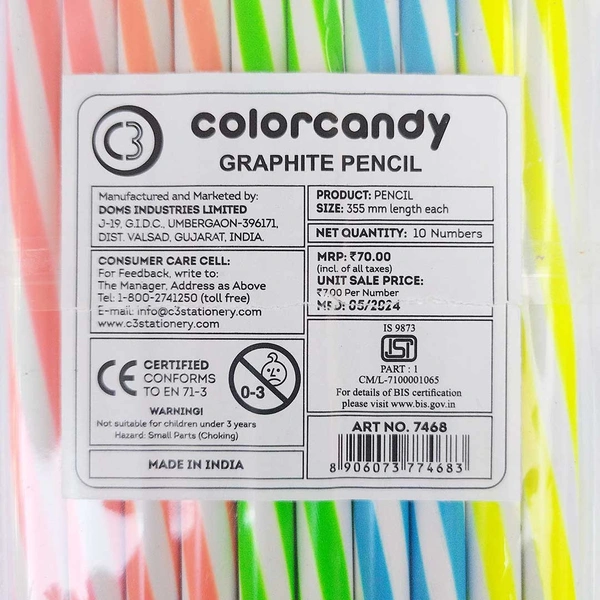 C3
colorcandy
GRAPHITE PENCIL
Manufactured and Marketed by:
DOMS INDUSTRIES LIMITED
J-19, G.I.D.C., UMBERGAON-396171,
DIST. VALSAD, GUJARAT, INDIA.
CONSUMER CARE CELL:
For Feedback, write to:
The Manager, Address as Above
Tel: 1-800-2741250 (toll free)
E-mail: info@c3stationery.com
www.c3stationery.com
CE CERTIFIED
CONFORMS
TO EN 71-3
0-3
WARNING!
Not suitable for children under 3 years
Hazard: Small Parts (Choking)
MADE IN INDIA
PRODUCT: PENCIL
SIZE: 355 mm length each
NET QUANTITY: 10 Numbers
MRP: ₹70.00
(incl. of all taxes)
UNIT SALE PRICE:
₹7.00 Per Number
MFD: 05/2024
IS 9873
ISI
PART : 1
CM/L-7100001065
For details of BIS certification
please visit www.bis.gov.in
ART NO. 7468
8 906073 774683